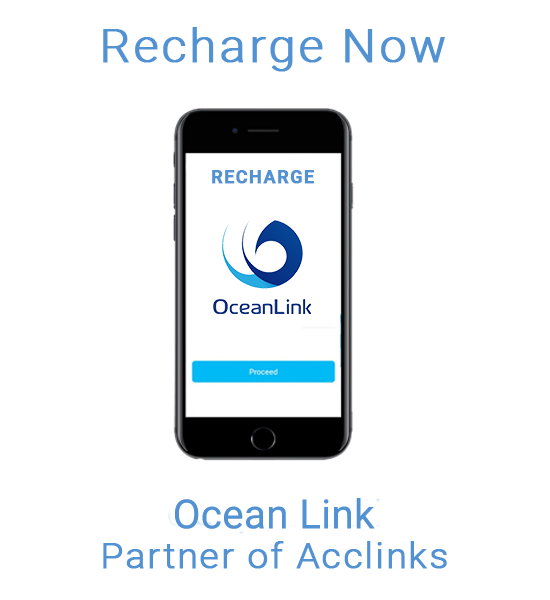 Recharge Now
RECHARGE
OceanLink
Proceed
Ocean Link
Partner of Acclinks